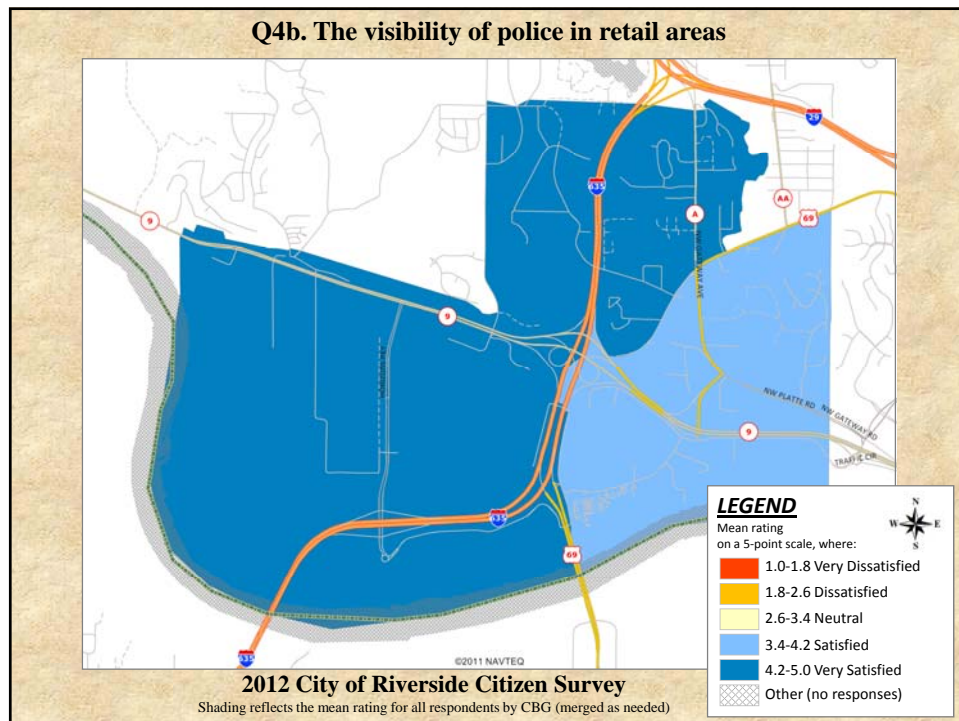 Q4b. The visibility of police in retail areas
29
635
AA
A
69
9
9
NW GATEWAY AVE
NW PLATTE RD
NW GATEWAY RD
9
TRAFFIC CIR
635
69
635
©2011 NAVTEQ
LEGEND
Mean rating
on a 5-point scale, where:
N
W E
S
1.0-1.8 Very Dissatisfied
1.8-2.6 Dissatisfied
2.6-3.4 Neutral
3.4-4.2 Satisfied
4.2-5.0 Very Satisfied
Other (no responses)
2012 City of Riverside Citizen Survey
Shading reflects the mean rating for all respondents by CBG (merged as needed)